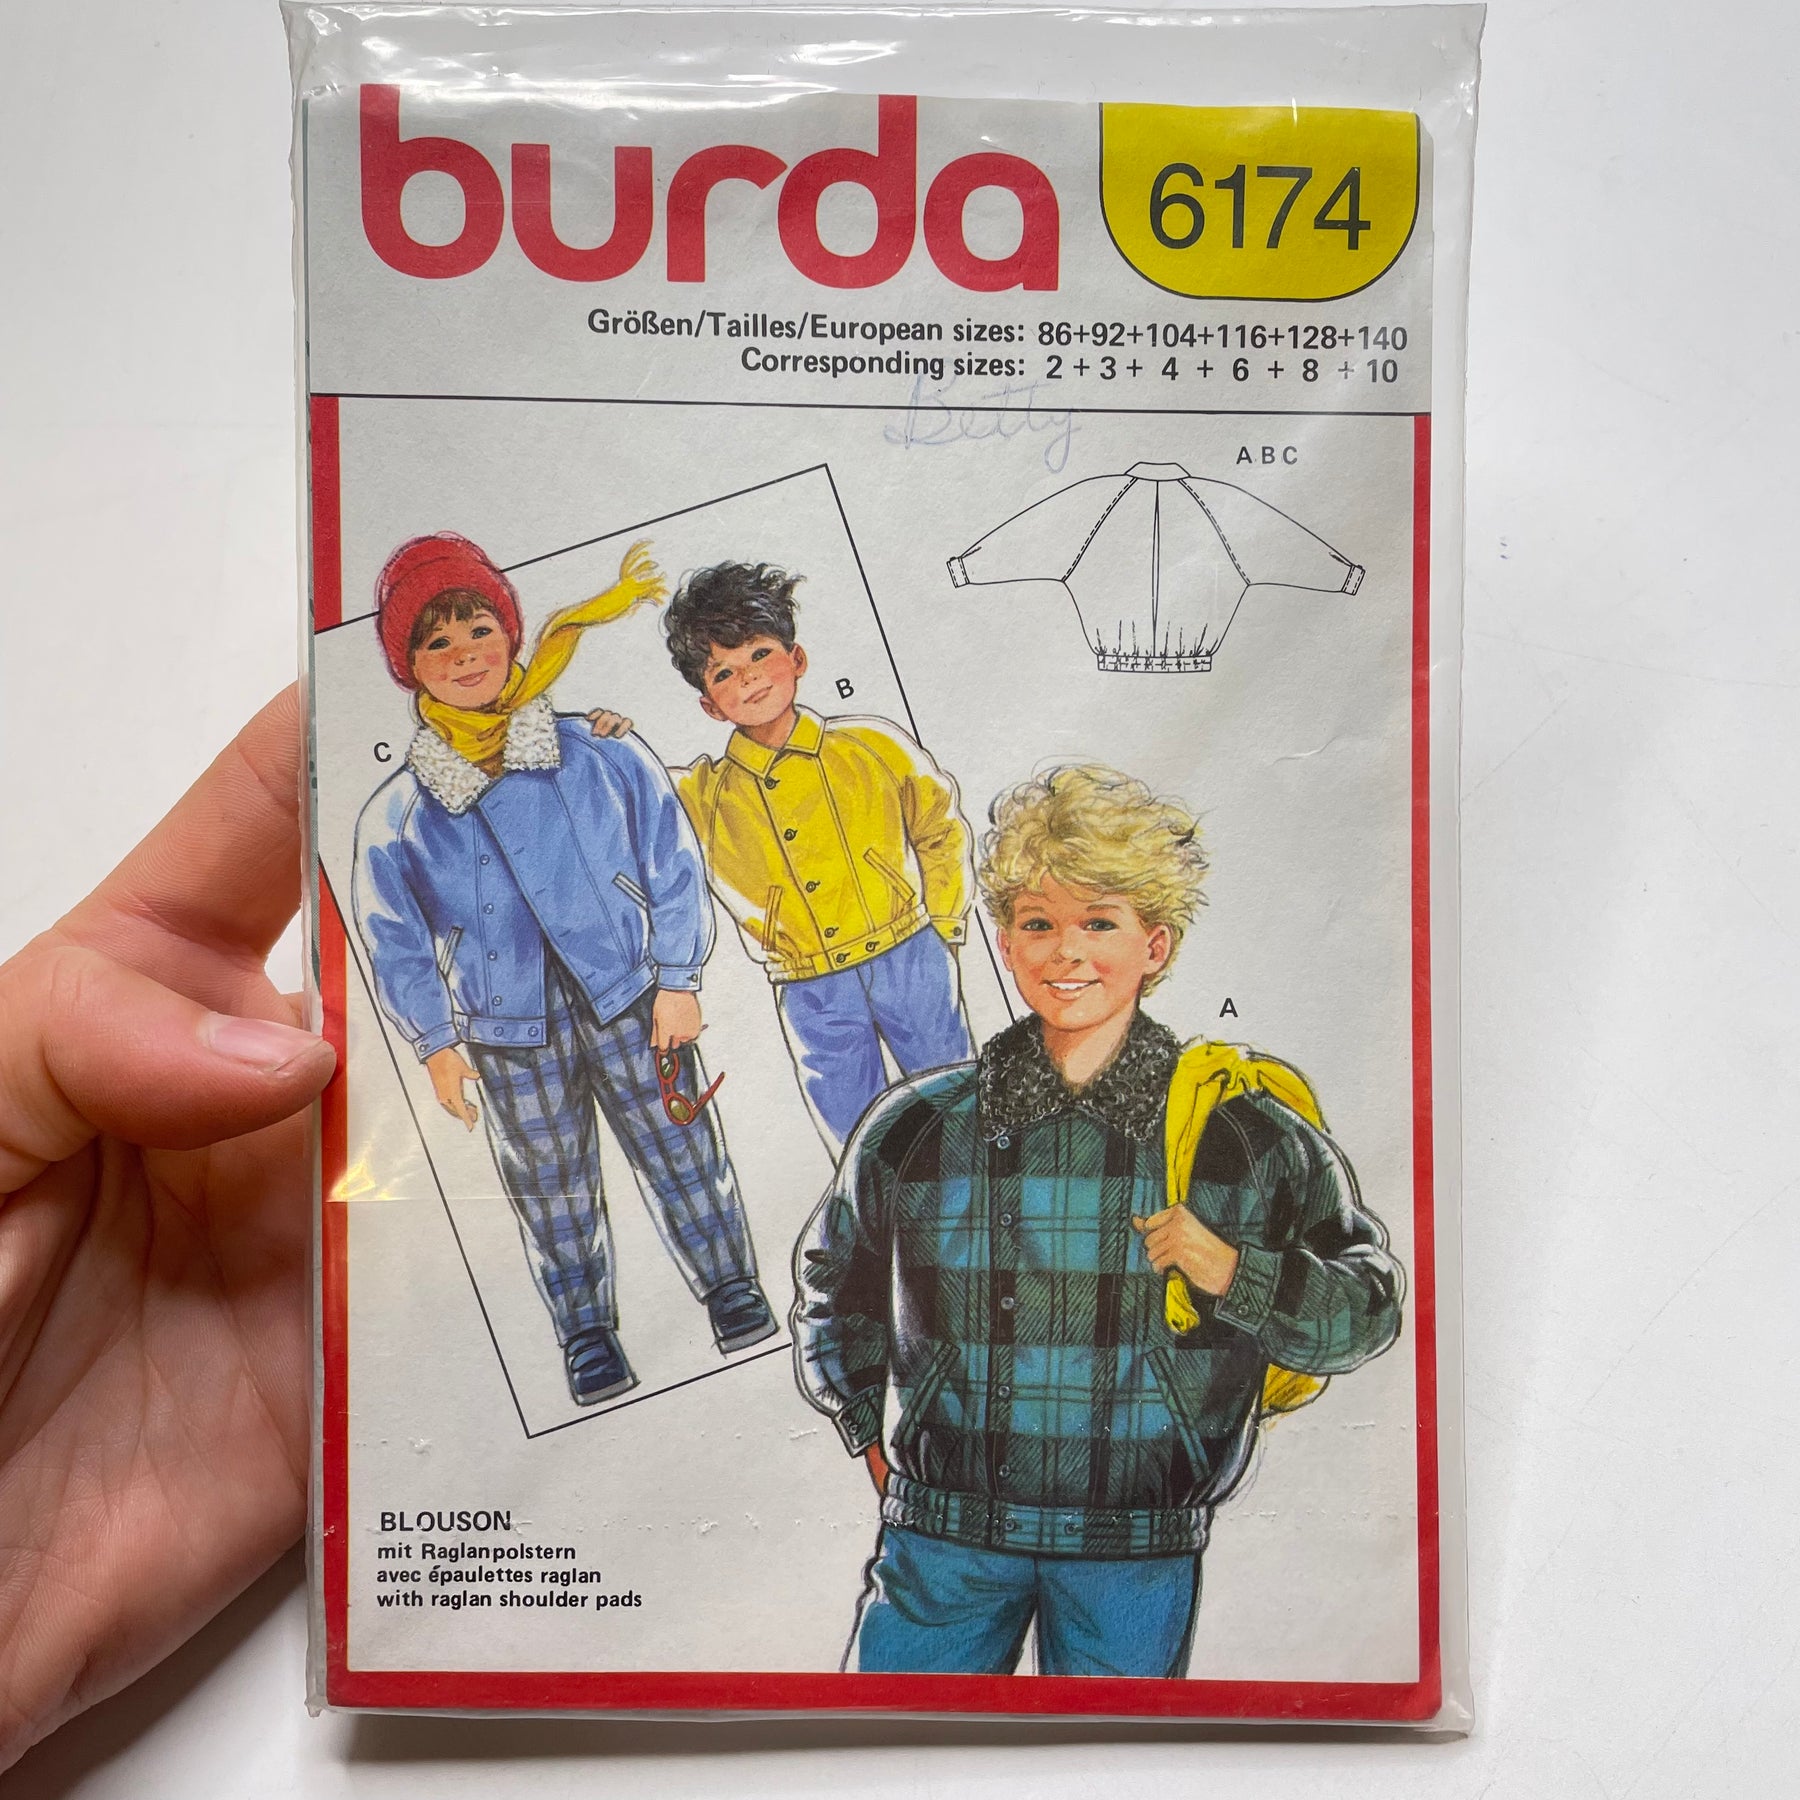 burda
6174
Größen/Tailles/European sizes: 86+92+104+116+128+140
Corresponding sizes: 2 + 3 + 4 + 6 + 8 + 10
Betty
A B C
B
C
A
BLOUSON
mit Raglanpolstern
avec épaulettes raglan
with raglan shoulder pads